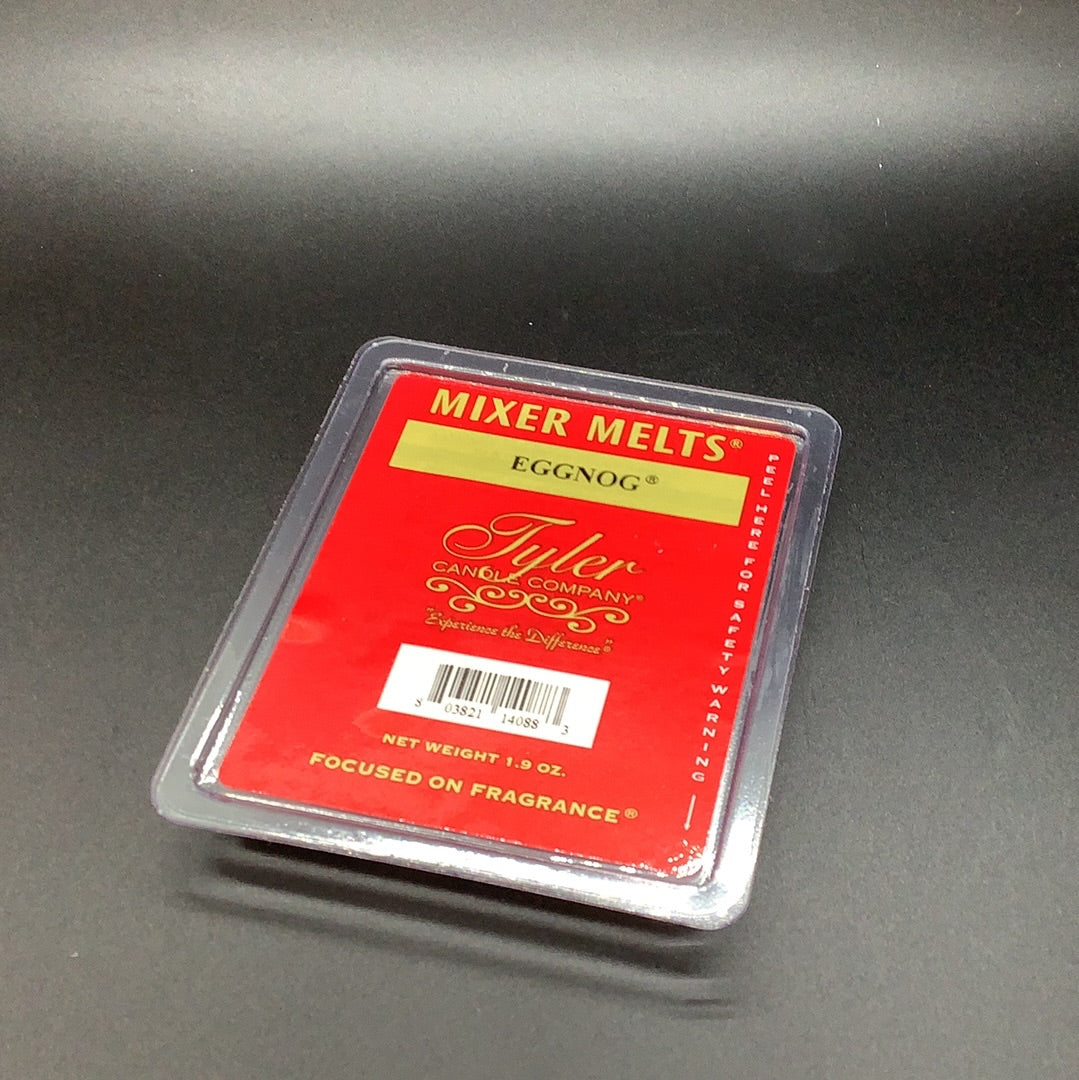 MIXER MELTS®
EGGNOG®
Tyler
CANDLE COMPANY®
"Experience the Difference"®
8 03821 14088 3
NET WEIGHT 1.9 OZ.
FOCUSED ON FRAGRANCE®
PEEL HERE FOR SAFETY WARNING